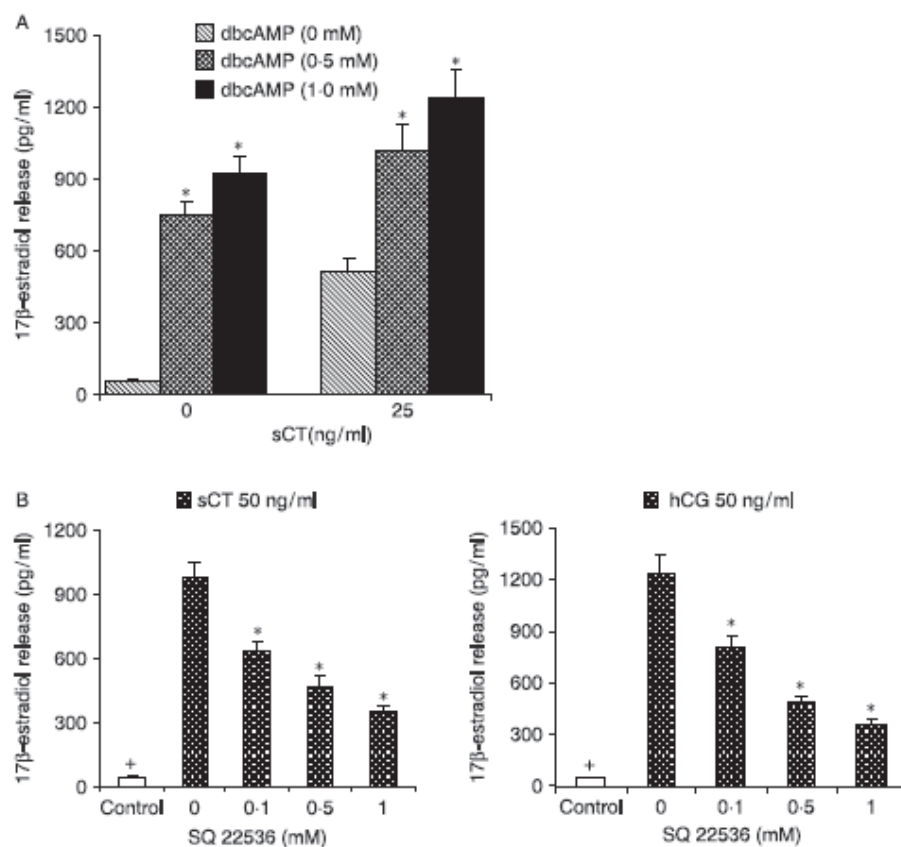 A
1500
1200
900
600
300
0
17β-estradiol release (pg/ml)
dbcAMP (0 mM)
dbcAMP (0·5 mM)
dbcAMP (1·0 mM)
* * * *
0 25
sCT(ng/ml)
B
sCT 50 ng/ml
1200
900
600
300
0
17β-estradiol release (pg/ml)
+ * * *
Control 0 0·1 0·5 1
SQ 22536 (mM)
hCG 50 ng/ml
1500
1200
900
600
300
0
17β-estradiol release (pg/ml)
+ * * *
Control 0 0·1 0·5 1
SQ 22536 (mM)